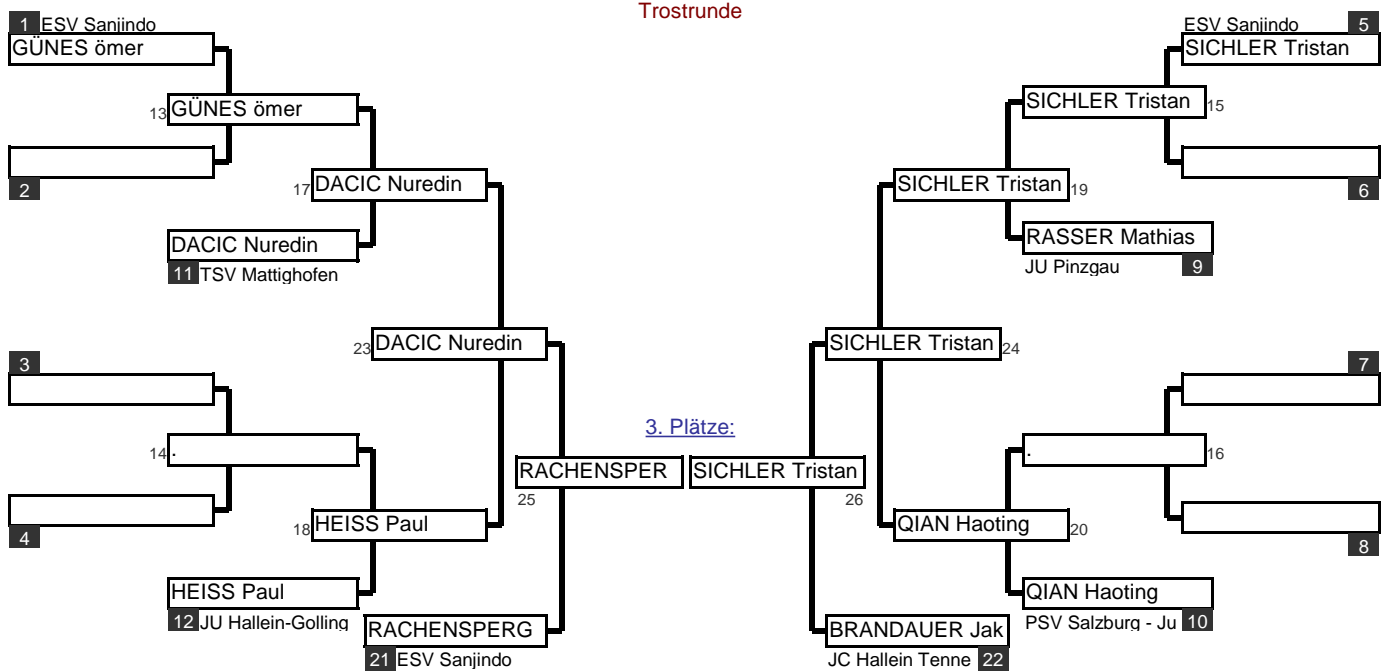 Trostrunde
1 ESV Sanjindo
GÜNES ömer
ESV Sanjindo 5
SICHLER Tristan
13 GÜNES ömer
SICHLER Tristan 15
2
17 DACIC Nuredin
SICHLER Tristan 19
6
DACIC Nuredin
11 TSV Mattighofen
RASSER Mathias
JU Pinzgau 9
23 DACIC Nuredin
SICHLER Tristan 24
3
7
3. Plätze:
14 .
. 16
RACHENSPER
25
SICHLER Tristan
26
4
18 HEISS Paul
QIAN Haoting 20
8
HEISS Paul
12 JU Hallein-Golling
QIAN Haoting
PSV Salzburg - Ju 10
RACHENSPERG
21 ESV Sanjindo
BRANDAUER Jak
JC Hallein Tenne 22